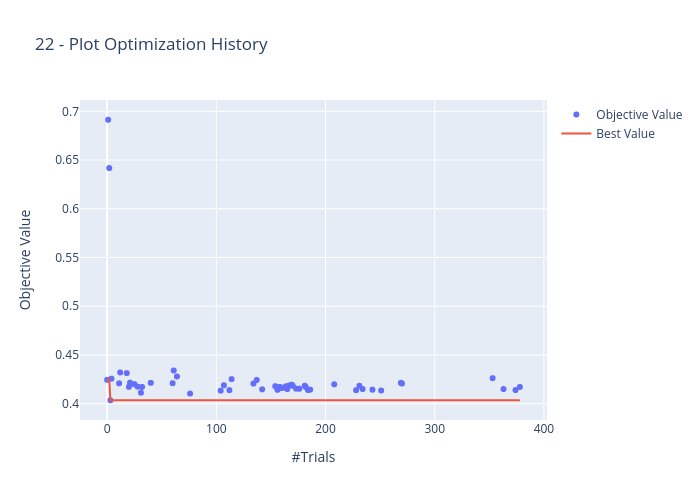 22 - Plot Optimization History
Objective Value
Best Value
0.7
0.65
0.6
0.55
0.5
0.45
0.4
Objective Value
0
100
200
300
400
#Trials